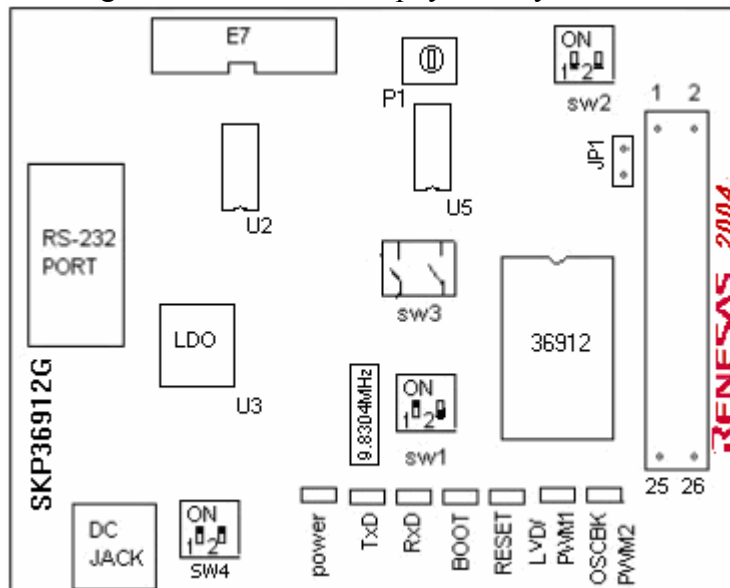 E7
P1
ON
1 2
sw2
1 2
JP1
U2
U5
RS-232
PORT
sw3
LDO
U3
36912
RENESAS 2004
SKP36912G
9.8304MHz
ON
1 2
sw1
25 26
DC
JACK
ON
1 2
SW4
power
TxD
RxD
BOOT
RESET
LVD/
PWM1
OSCBK
PWM2